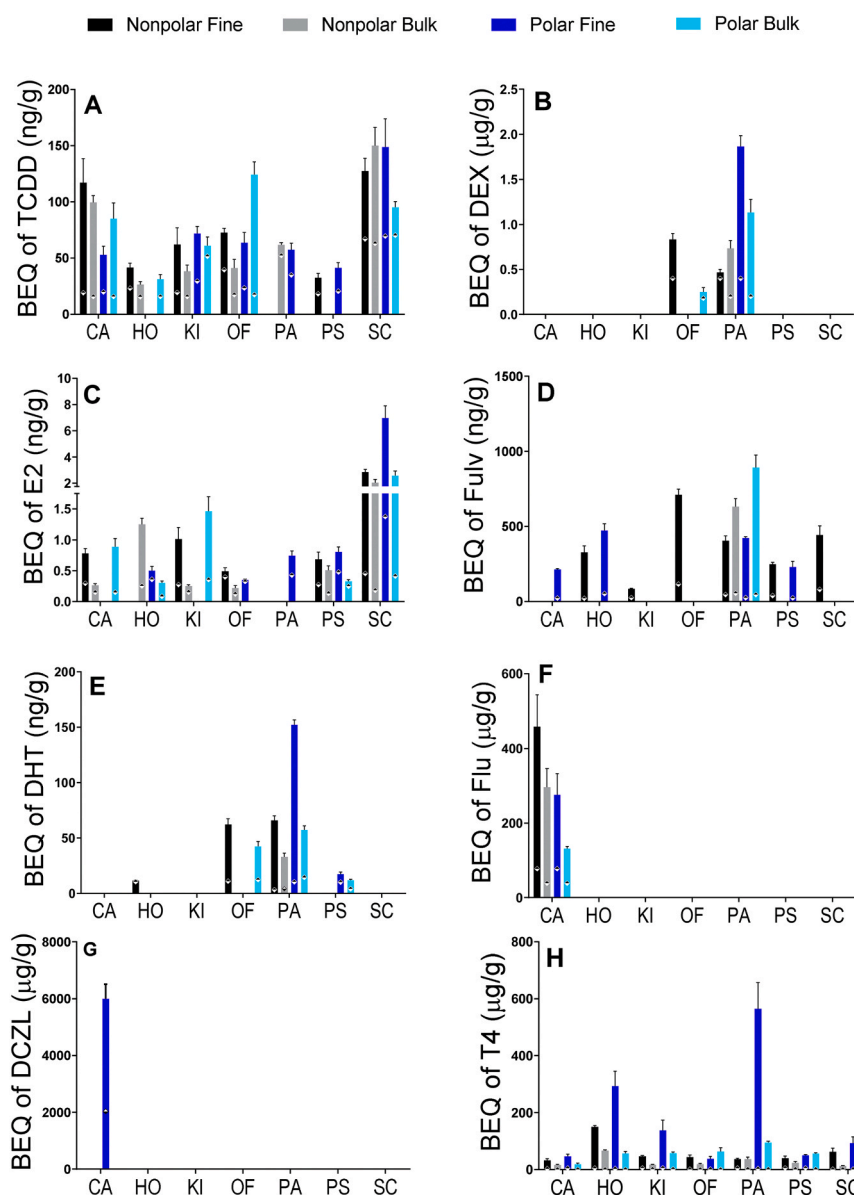 Nonpolar Fine Nonpolar Bulk Polar Fine Polar Bulk
A
BEQ of TCDD (ng/g)
200
150
100
50
0
CA HO KI OF PA PS SC
B
BEQ of DEX (µg/g)
2.5
2.0
1.5
1.0
0.5
0.0
CA HO KI OF PA PS SC
C
BEQ of E2 (ng/g)
10
8
6
4
2
1.5
1.0
0.5
0.0
CA HO KI OF PA PS SC
D
BEQ of Fulv (ng/g)
1500
1000
500
0
CA HO KI OF PA PS SC
E
BEQ of DHT (ng/g)
200
150
100
50
0
CA HO KI OF PA PS SC
F
BEQ of Flu (µg/g)
600
400
200
0
CA HO KI OF PA PS SC
G
BEQ of DCZL (µg/g)
8000
6000
4000
2000
0
CA HO KI OF PA PS SC
H
BEQ of T4 (µg/g)
800
600
400
200
0
CA HO KI OF PA PS SC